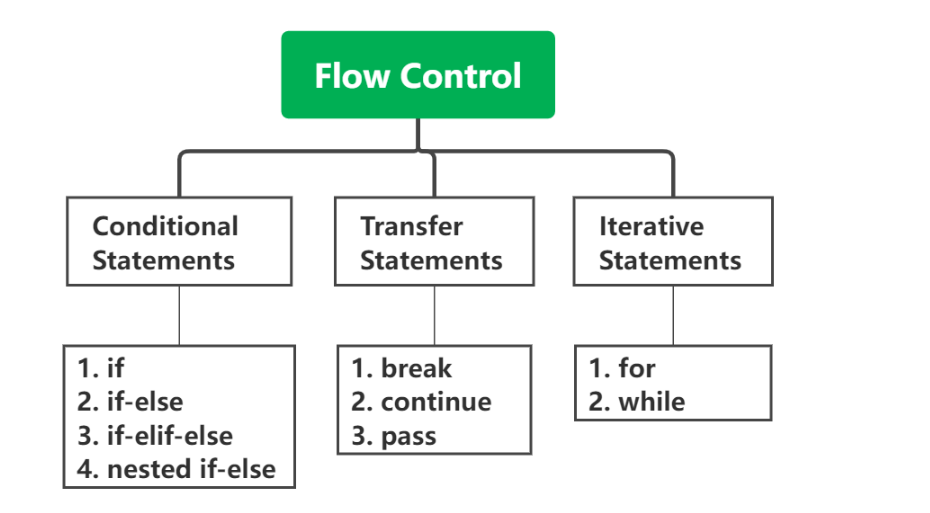 Flow Control
Conditional
Statements
Transfer
Statements
Iterative
Statements
1. if
2. if-else
3. if-elif-else
4. nested if-else
1. break
2. continue
3. pass
1. for
2. while